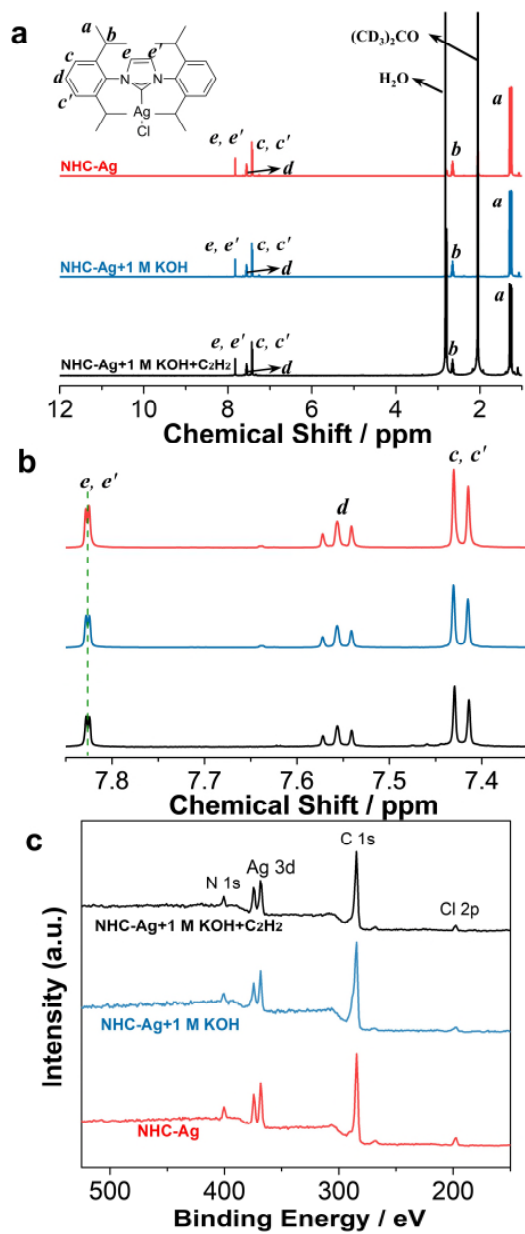 a
a b
c
d
c'
e e'
N N
Ag
Cl
(CD₃)₂CO
H₂O
e, e' c, c' d b a
NHC-Ag
e, e' c, c' d b a
NHC-Ag+1 M KOH
e, e' c, c' d b a
NHC-Ag+1 M KOH+C₂H₂
12 10 8 6 4 2
Chemical Shift / ppm
b
e, e' d c, c'
7.8 7.7 7.6 7.5 7.4
Chemical Shift / ppm
c
N 1s Ag 3d C 1s Cl 2p
NHC-Ag+1 M KOH+C₂H₂
NHC-Ag+1 M KOH
NHC-Ag
Intensity (a.u.)
500 400 300 200
Binding Energy / eV